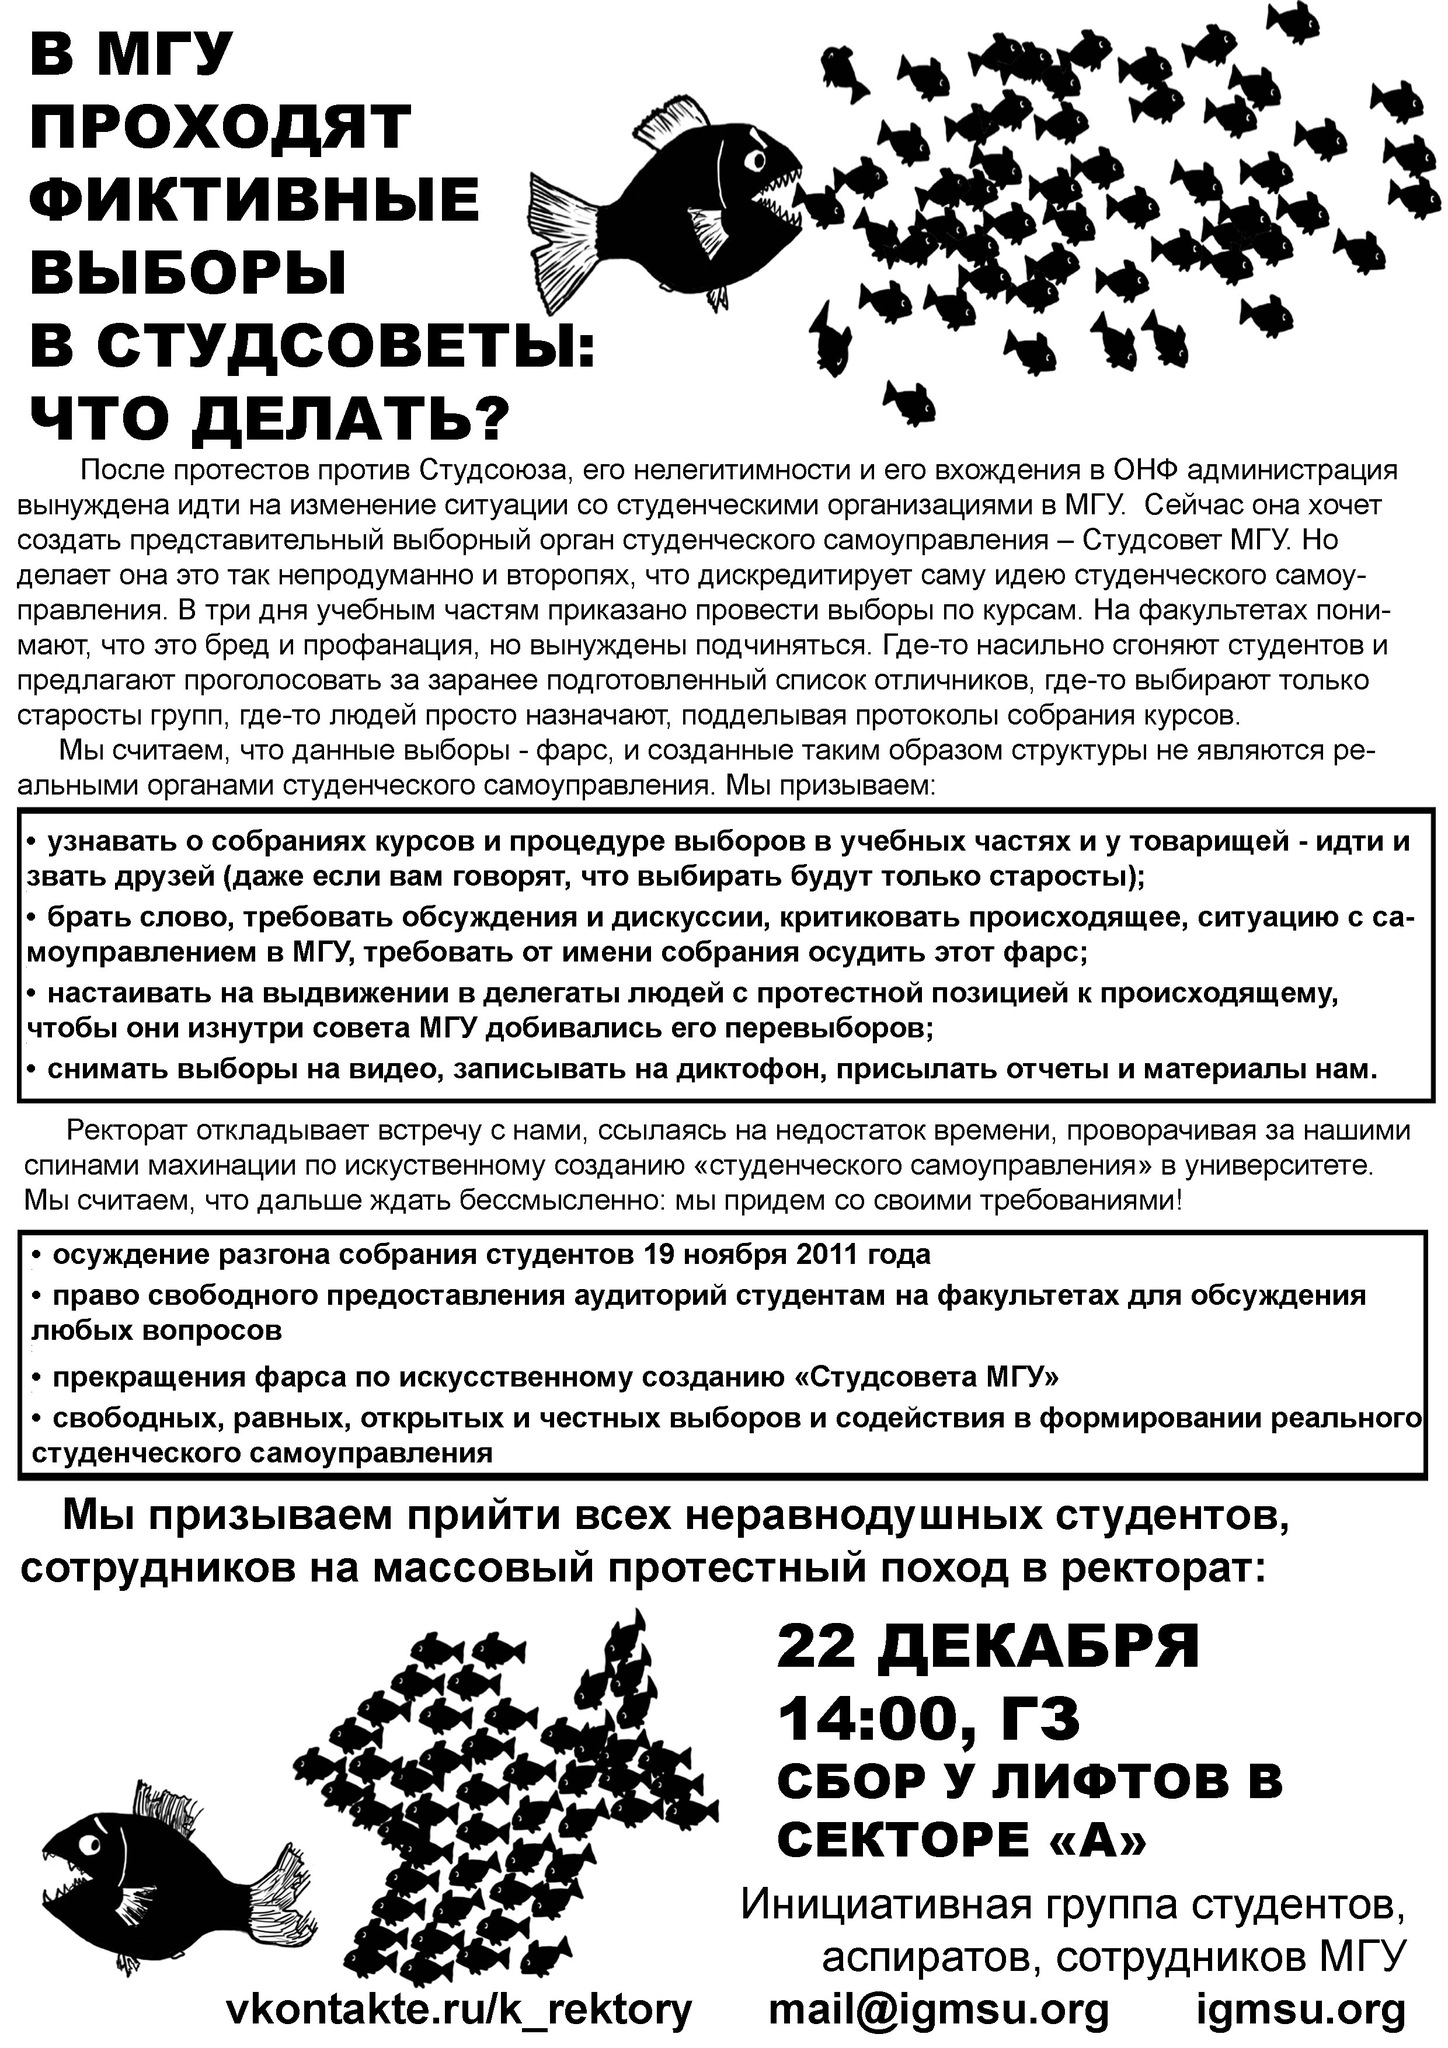 В МГУ
ПРОХОДЯТ
ФИКТИВНЫЕ
ВЫБОРЫ
В СТУДСОВЕТЫ:
ЧТО ДЕЛАТЬ?
После протестов против Студсоюза, его нелегитимности и его вхождения в ОНФ администрация
вынуждена идти на изменение ситуации со студенческими организациями в МГУ. Сейчас она хочет
создать представительный выборный орган студенческого самоуправления – Студсовет МГУ. Но
делает она это так непродуманно и второпях, что дискредитирует саму идею студенческого самоу-
правления. В три дня учебным частям приказано провести выборы по курсам. На факультетах пони-
мают, что это бред и профанация, но вынуждены подчиняться. Где-то насильно сгоняют студентов и
предлагают проголосовать за заранее подготовленный список отличников, где-то выбирают только
старосты групп, где-то людей просто назначают, подделывая протоколы собрания курсов.
Мы считаем, что данные выборы - фарс, и созданные таким образом структуры не являются ре-
альными органами студенческого самоуправления. Мы призываем:
• узнавать о собраниях курсов и процедуре выборов в учебных частях и у товарищей - идти и
звать друзей (даже если вам говорят, что выбирать будут только старосты);
• брать слово, требовать обсуждения и дискуссии, критиковать происходящее, ситуацию с са-
моуправлением в МГУ, требовать от имени собрания осудить этот фарс;
• настаивать на выдвижении в делегаты людей с протестной позицией к происходящему,
чтобы они изнутри совета МГУ добивались его перевыборов;
• снимать выборы на видео, записывать на диктофон, присылать отчеты и материалы нам.
Ректорат откладывает встречу с нами, ссылаясь на недостаток времени, проворачивая за нашими
спинами махинации по искуственному созданию «студенческого самоуправления» в университете.
Мы считаем, что дальше ждать бессмысленно: мы придем со своими требованиями!
• осуждение разгона собрания студентов 19 ноября 2011 года
• право свободного предоставления аудиторий студентам на факультетах для обсуждения
любых вопросов
• прекращения фарса по искусственному созданию «Студсовета МГУ»
• свободных, равных, открытых и честных выборов и содействия в формировании реального
студенческого самоуправления
Мы призываем прийти всех неравнодушных студентов,
сотрудников на массовый протестный поход в ректорат:
22 ДЕКАБРЯ
14:00, ГЗ
СБОР У ЛИФТОВ В
СЕКТОРЕ «А»
Инициативная группа студентов,
аспиратов, сотрудников МГУ
vkontakte.ru/k_rektory mail@igmsu.org igmsu.org